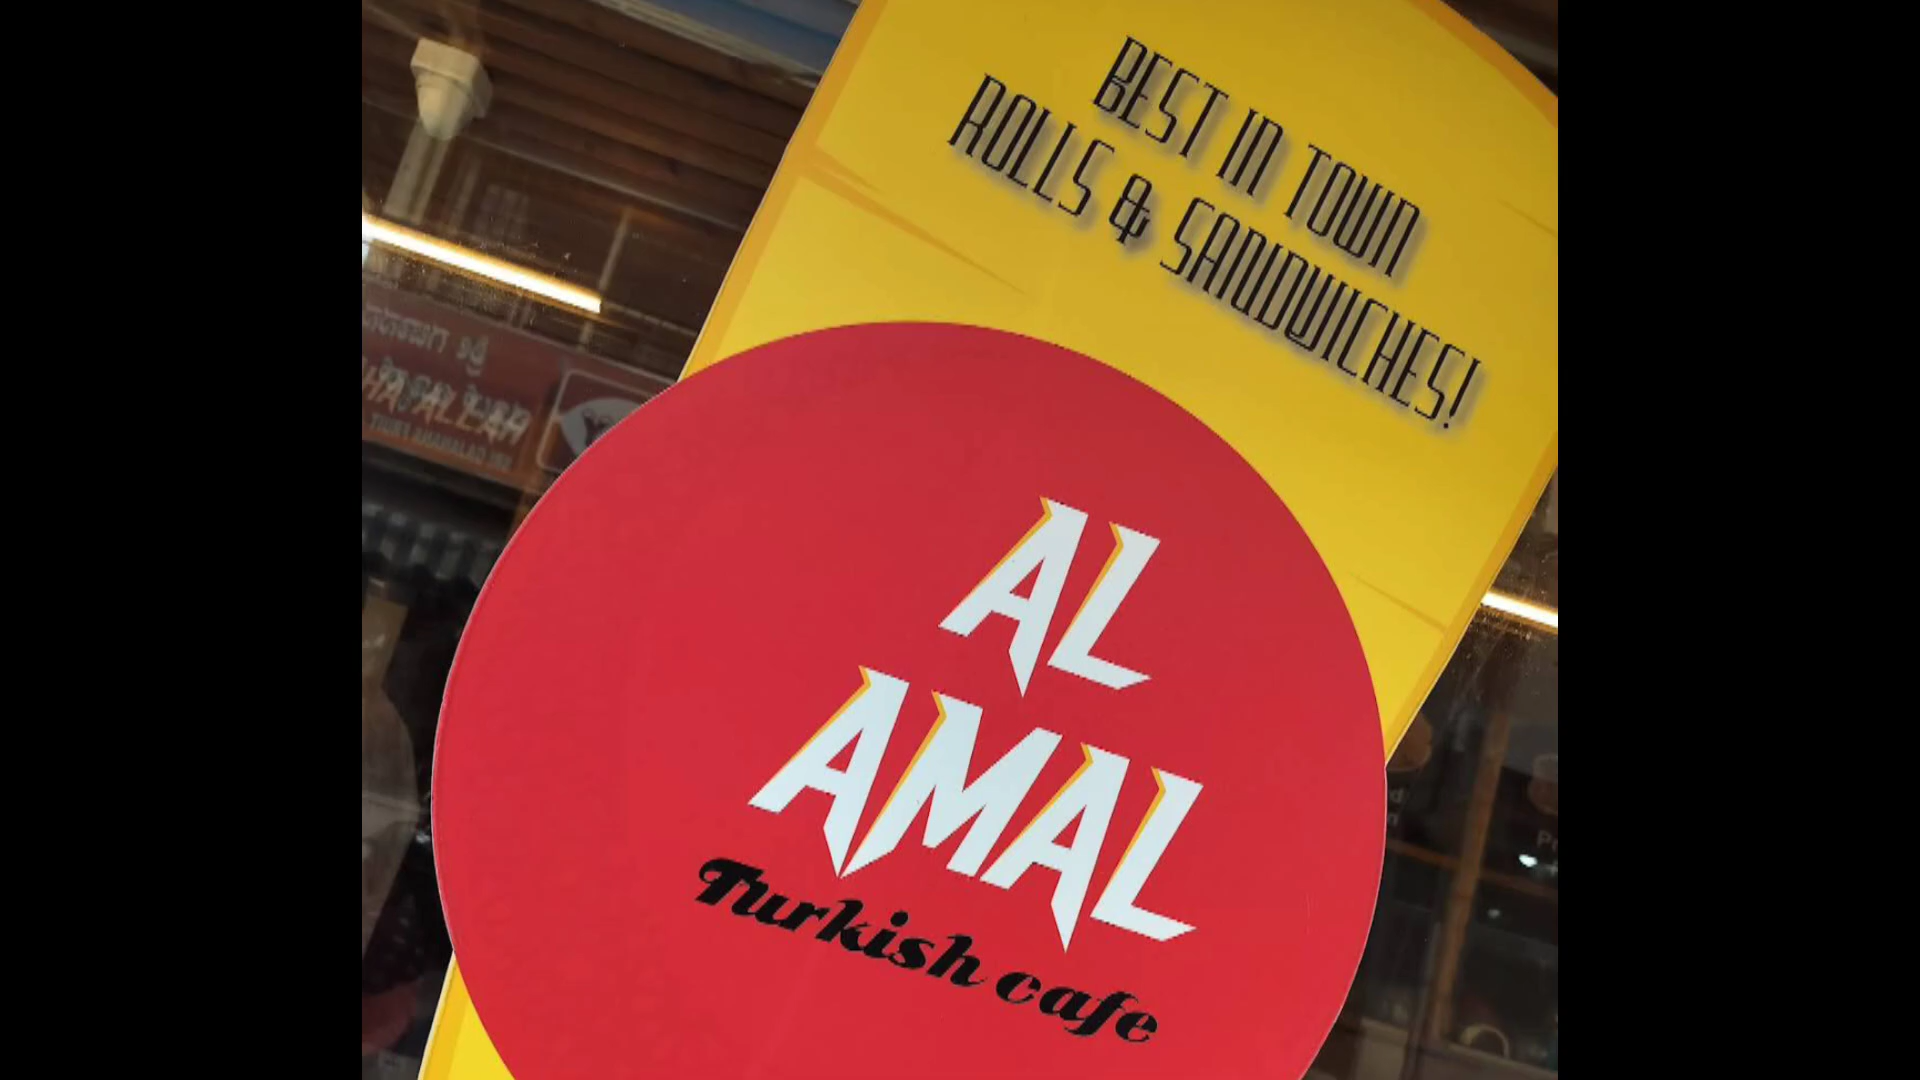 BEST IN TOWN
ROLLS & SANDWICHES!
AL
AMAL
Turkish cafe